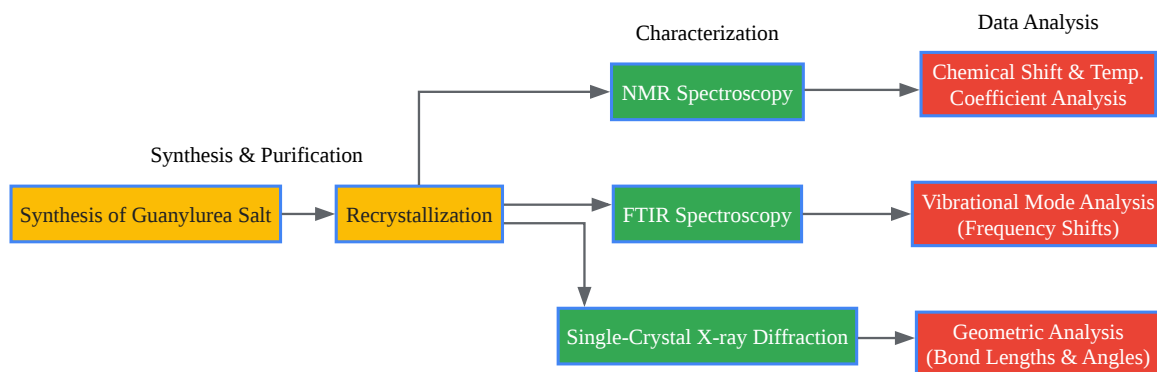 Characterization
Data Analysis
NMR Spectroscopy
Chemical Shift & Temp.
Coefficient Analysis
Synthesis & Purification
Synthesis of Guanylurea Salt
Recrystallization
FTIR Spectroscopy
Vibrational Mode Analysis
(Frequency Shifts)
Single-Crystal X-ray Diffraction
Geometric Analysis
(Bond Lengths & Angles)